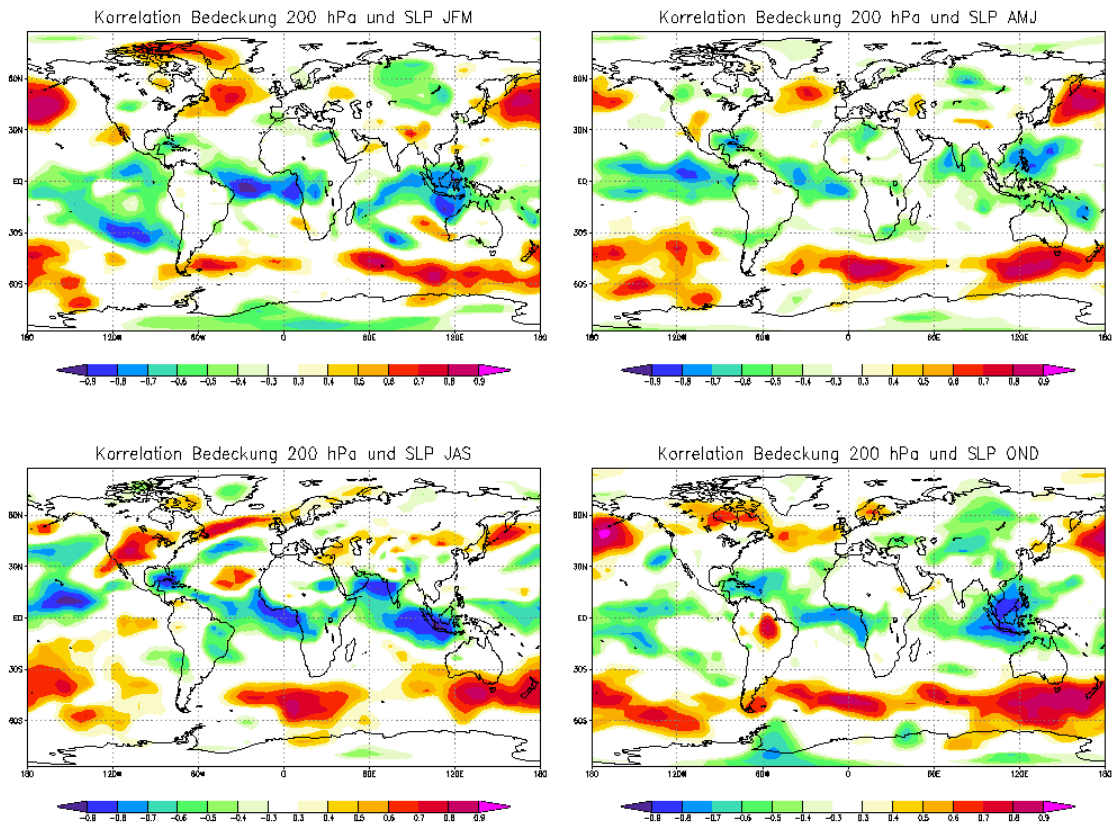 Korrelation Bedeckung 200 hPa und SLP JFM
60N
30N
EQ
30S
60S
180 120W 60W 0 60E 120E 180
-0.9 -0.8 -0.7 -0.6 -0.5 -0.4 -0.3 0.3 0.4 0.5 0.6 0.7 0.8 0.9
Korrelation Bedeckung 200 hPa und SLP AMJ
60N
30N
EQ
30S
60S
180 120W 60W 0 60E 120E 180
-0.9 -0.8 -0.7 -0.6 -0.5 -0.4 -0.3 0.3 0.4 0.5 0.6 0.7 0.8 0.9
Korrelation Bedeckung 200 hPa und SLP JAS
60N
30N
EQ
30S
60S
180 120W 60W 0 60E 120E 180
-0.9 -0.8 -0.7 -0.6 -0.5 -0.4 -0.3 0.3 0.4 0.5 0.6 0.7 0.8 0.9
Korrelation Bedeckung 200 hPa und SLP OND
60N
30N
EQ
30S
60S
180 120W 60W 0 60E 120E 180
-0.9 -0.8 -0.7 -0.6 -0.5 -0.4 -0.3 0.3 0.4 0.5 0.6 0.7 0.8 0.9